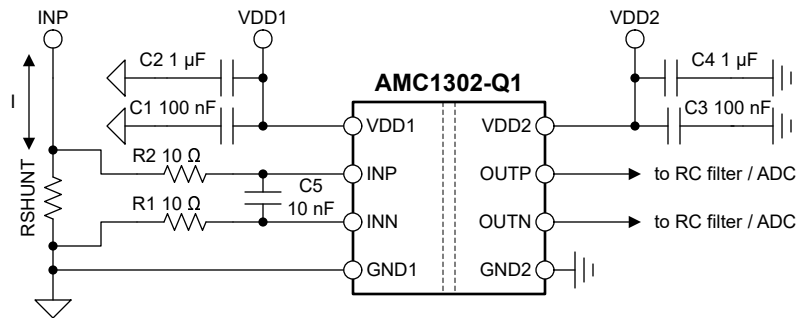 INP
VDD1
VDD2
C2 1 μF
C4 1 μF
AMC1302-Q1
I
C1 100 nF
C3 100 nF
VDD1
VDD2
R2 10 Ω
INP
OUTP
to RC filter / ADC
RSHUNT
C5
10 nF
R1 10 Ω
INN
OUTN
to RC filter / ADC
GND1
GND2